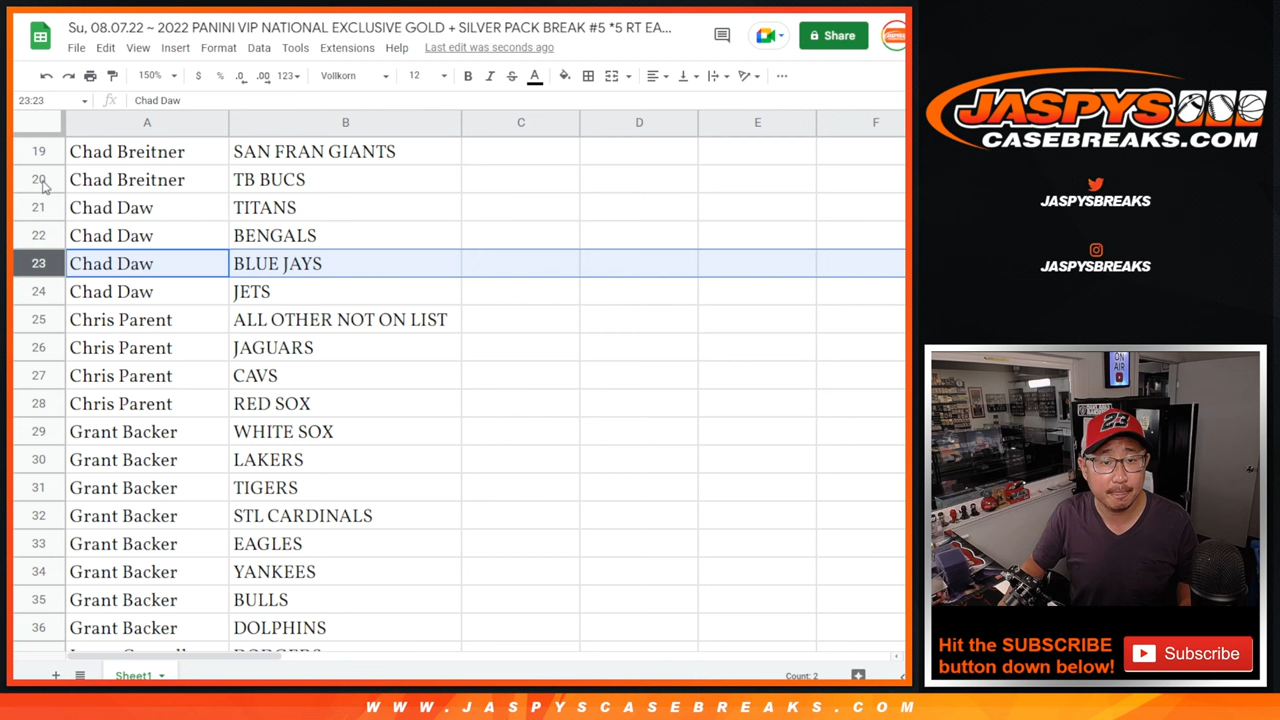 Su, 08.07.22 ~ 2022 PANINI VIP NATIONAL EXCLUSIVE GOLD + SILVER PACK BREAK #5 *5 RT EA...
File Edit View Insert Format Data Tools Extensions Help Last edit was seconds ago
Share
150% $ % .0 .00 123 Vollkorn 12 B I S A
23:23 fx Chad Daw
A B C D E F
19 Chad Breitner SAN FRAN GIANTS
20 Chad Breitner TB BUCS
21 Chad Daw TITANS
22 Chad Daw BENGALS
23 Chad Daw BLUE JAYS
24 Chad Daw JETS
25 Chris Parent ALL OTHER NOT ON LIST
26 Chris Parent JAGUARS
27 Chris Parent CAVS
28 Chris Parent RED SOX
29 Grant Backer WHITE SOX
30 Grant Backer LAKERS
31 Grant Backer TIGERS
32 Grant Backer STL CARDINALS
33 Grant Backer EAGLES
34 Grant Backer YANKEES
35 Grant Backer BULLS
36 Grant Backer DOLPHINS
Sheet1
Count: 2
JASPYS
CASEBREAKS.COM
JASPYSBREAKS
JASPYSBREAKS
ON
AIR
23
Hit the SUBSCRIBE
button down below!
Subscribe
WWW.JASPYSCASEBREAKS.COM